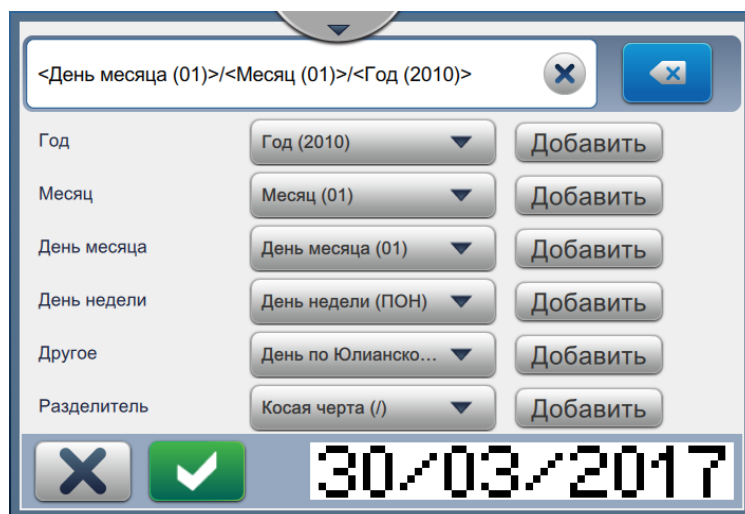 <День месяца (01)>/<Месяц (01)>/<Год (2010)>
Год Год (2010) Добавить
Месяц Месяц (01) Добавить
День месяца День месяца (01) Добавить
День недели День недели (ПОН) Добавить
Другое День по Юлианско... Добавить
Разделитель Косая черта (/) Добавить
30/03/2017